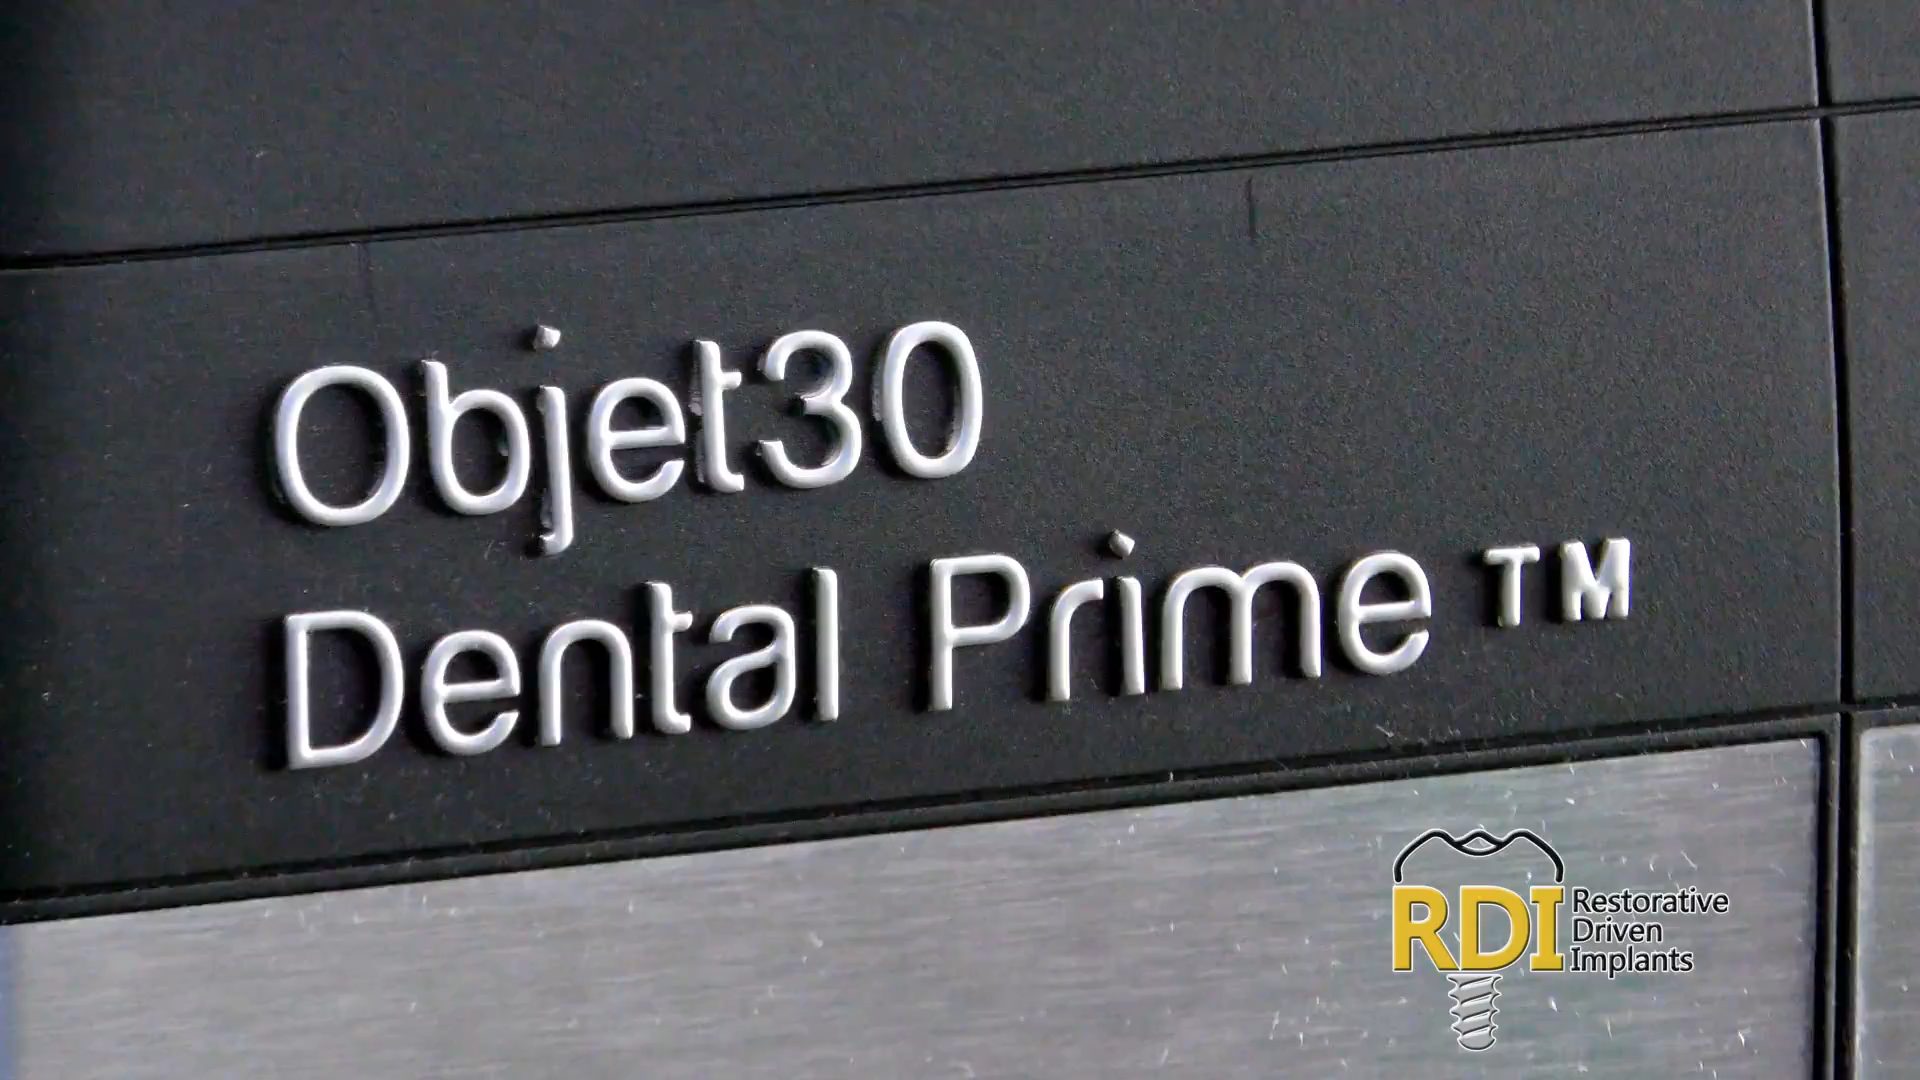 Objet30
Dental Prime ™
RDI
Restorative
Driven
Implants